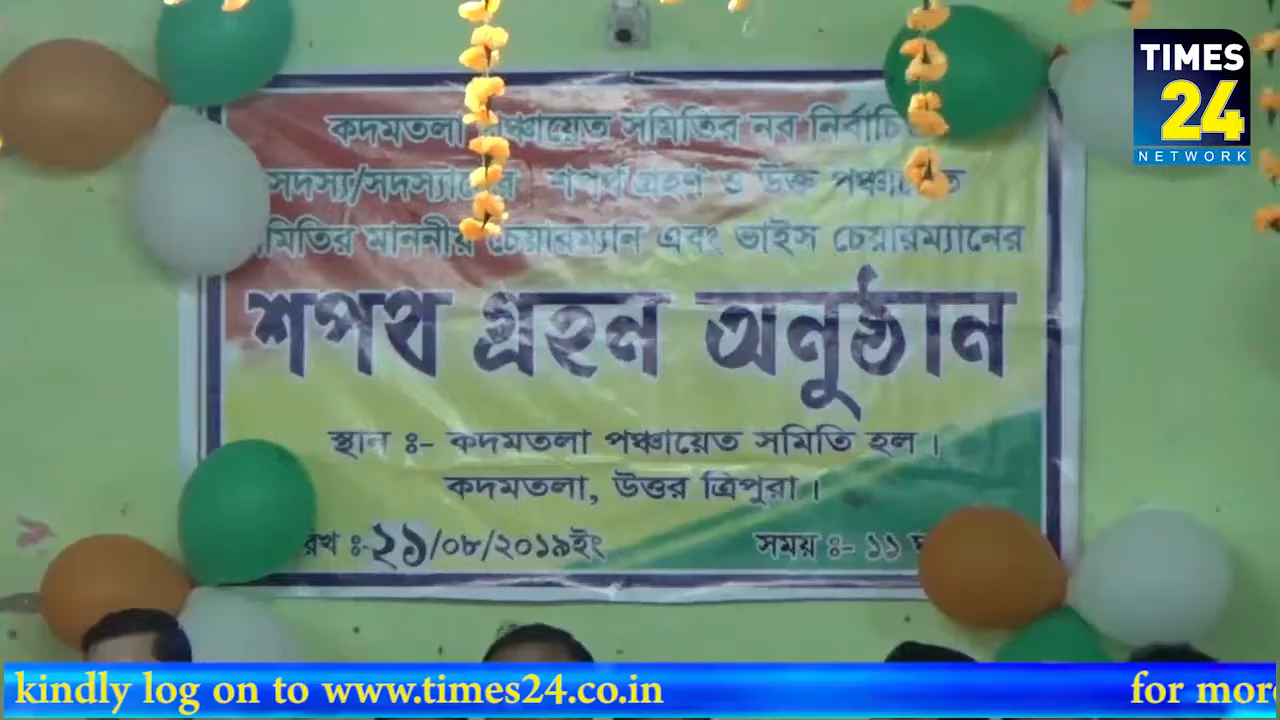 TIMES
24
NETWORK
কদমতলা পঞ্চায়েত সমিতির নব
সদস্য/সদস্যাদের শপথ গ্রহণ ও উক্ত পঞ্চায়েত
সমিতির মাননীয় চেয়ারম্যান এবং ভাইস চেয়ারম্যানের
শপথ গ্রহন অনুষ্ঠান
স্থান ঃ- কদমতলা পঞ্চায়েত সমিতি হল ।
কদমতলা, উত্তর ত্রিপুরা ।
ঃ-২১/০৮/২০১৯ইং সময় ঃ- ১১
kindly log on to www.times24.co.in for more